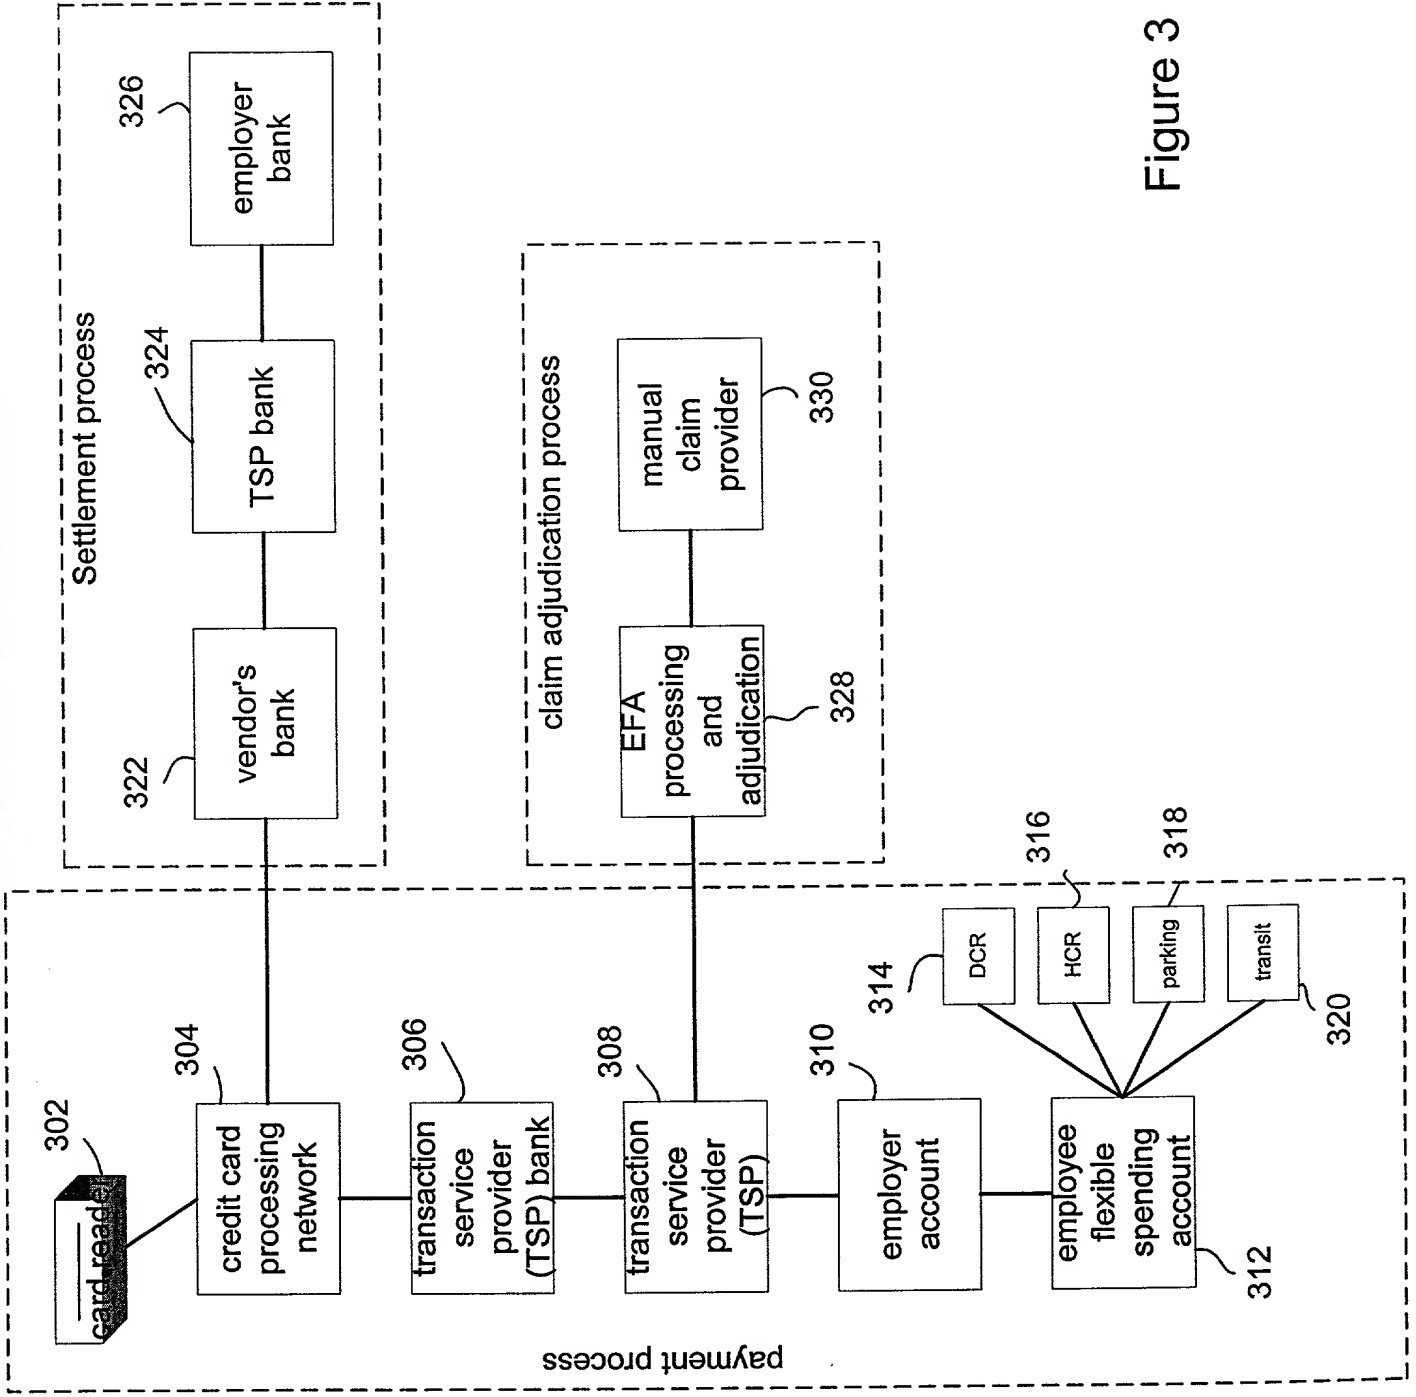 payment process
302
card reader
304
credit card
processing
network
306
transaction
service
provider
(TSP) bank
308
transaction
service
provider
(TSP)
310
employer
account
312
employee
flexible
spending
account
314
DCR
316
HCR
318
parking
320
transit
Settlement process
322
vendor's
bank
324
TSP bank
326
employer
bank
claim adjudication process
EFA
processing
and
adjudication
328
manual
claim
provider
330
Figure 3